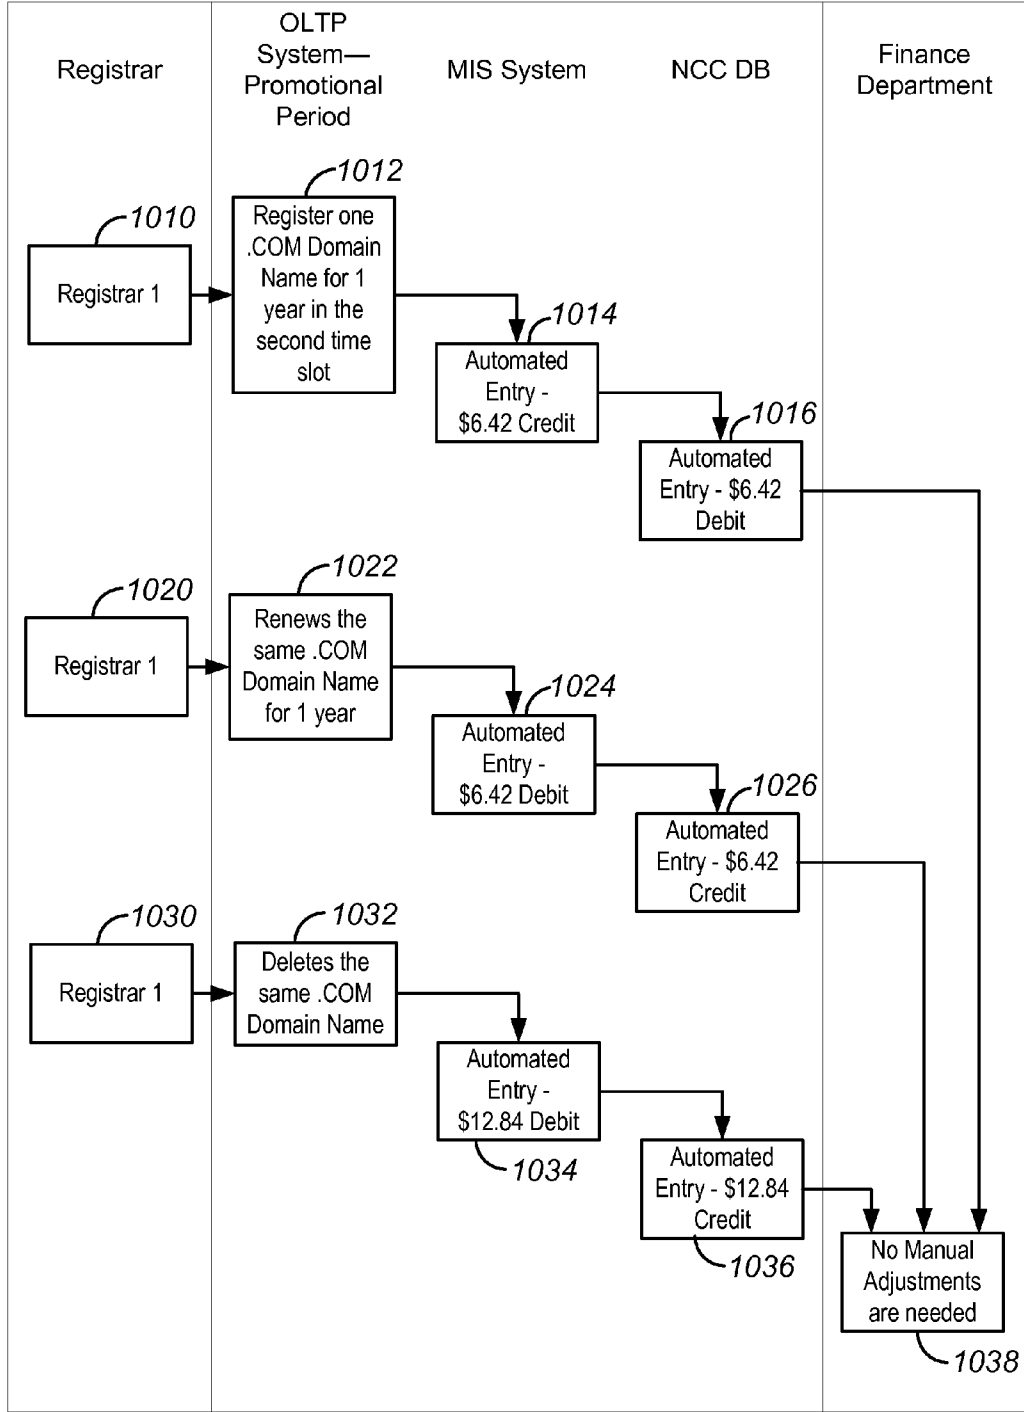 Registrar
OLTP
System—
Promotional
Period
MIS System
NCC DB
Finance
Department
1010
Registrar 1
1012
Register one
.COM Domain
Name for 1
year in the
second time
slot
1014
Automated
Entry -
$6.42 Credit
1016
Automated
Entry - $6.42
Debit
1020
Registrar 1
1022
Renews the
same .COM
Domain Name
for 1 year
1024
Automated
Entry -
$6.42 Debit
1026
Automated
Entry - $6.42
Credit
1030
Registrar 1
1032
Deletes the
same .COM
Domain Name
Automated
Entry -
$12.84 Debit
1034
Automated
Entry - $12.84
Credit
1036
No Manual
Adjustments
are needed
1038